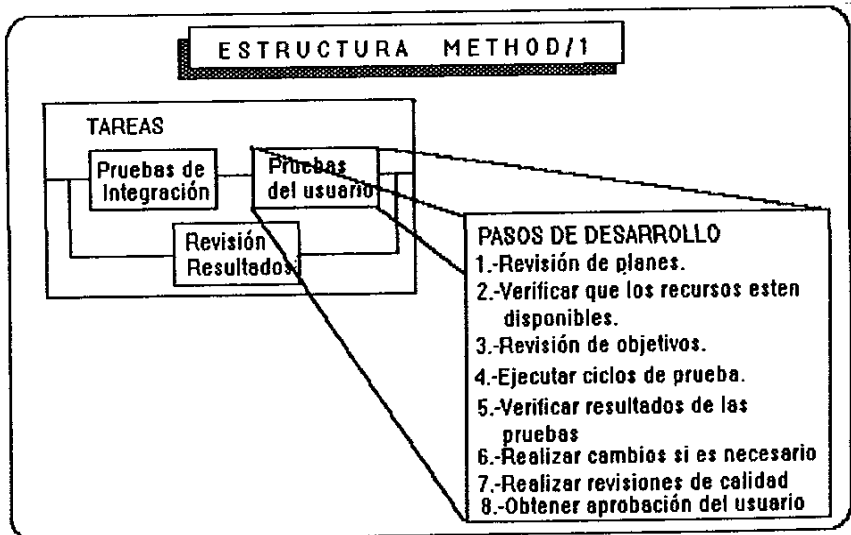 ESTRUCTURA METHOD/1
TAREAS
Pruebas de
Integración
Pruebas
del usuario
Revisión
Resultados
PASOS DE DESARROLLO
1.-Revisión de planes.
2.-Verificar que los recursos esten
disponibles.
3.-Revisión de objetivos.
4.-Ejecutar ciclos de prueba.
5.-Verificar resultados de las
pruebas
6.-Realizar cambios si es necesario
7.-Realizar revisiones de calidad
8.-Obtener aprobación del usuario